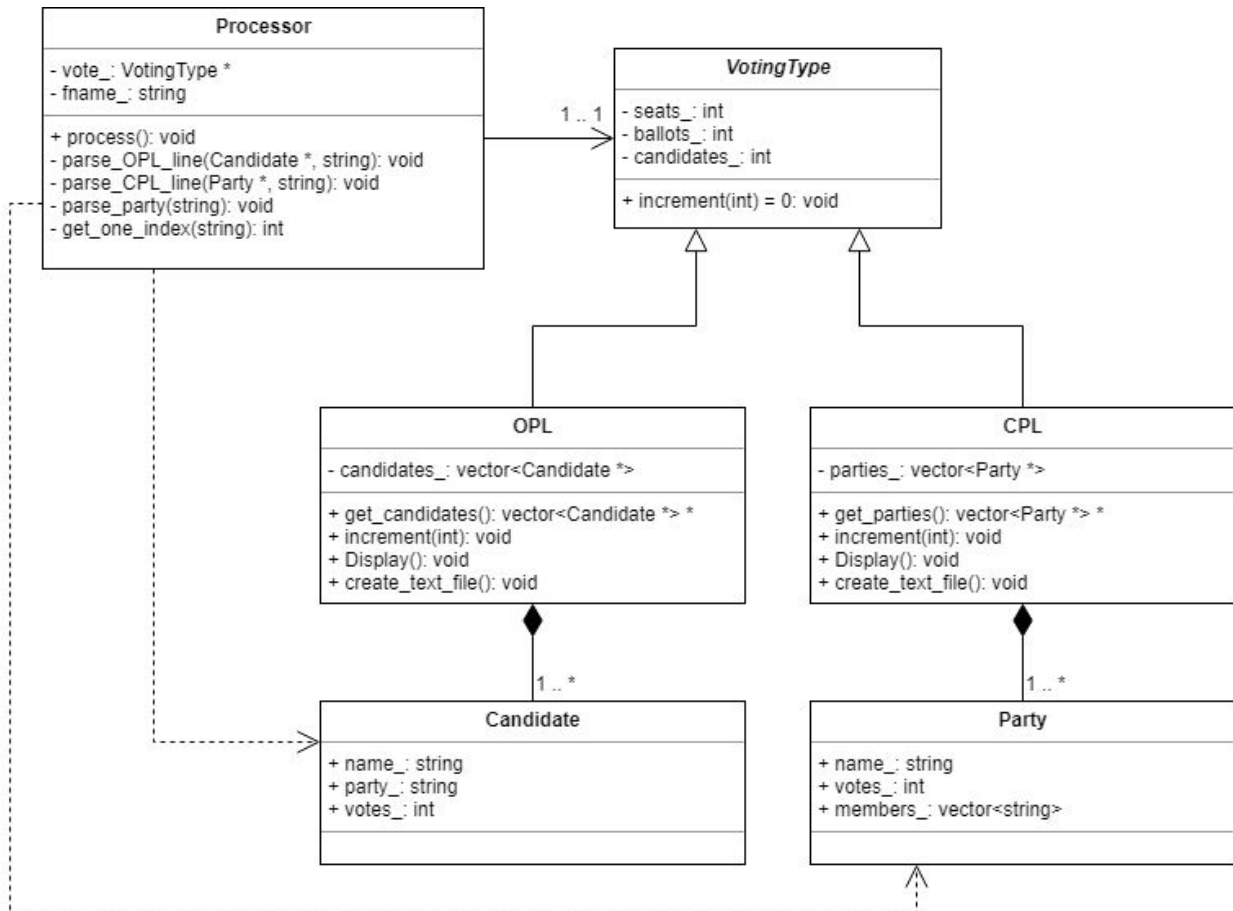 Processor
- vote_: VotingType *
- fname_: string
+ process(): void
- parse_OPL_line(Candidate *, string): void
- parse_CPL_line(Party *, string): void
- parse_party(string): void
- get_one_index(string): int
1 .. 1
VotingType
- seats_: int
- ballots_: int
- candidates_: int
+ increment(int) = 0: void
OPL
- candidates_: vector<Candidate *>
+ get_candidates(): vector<Candidate *> *
+ increment(int): void
+ Display(): void
+ create_text_file(): void
CPL
- parties_: vector<Party *>
+ get_parties(): vector<Party *> *
+ increment(int): void
+ Display(): void
+ create_text_file(): void
1 .. *
1 .. *
Candidate
+ name_: string
+ party_: string
+ votes_: int
Party
+ name_: string
+ votes_: int
+ members_: vector<string>